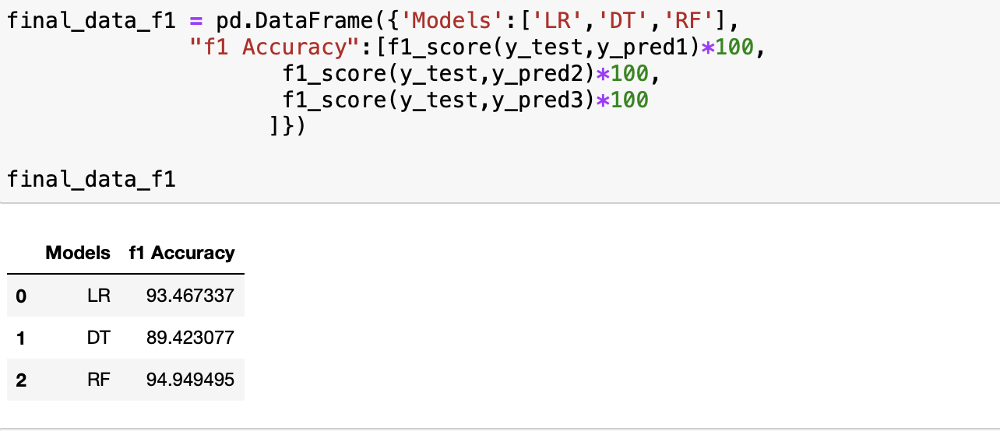 final_data_f1 = pd.DataFrame({'Models':['LR','DT','RF'],
"f1 Accuracy":[f1_score(y_test,y_pred1)*100,
f1_score(y_test,y_pred2)*100,
f1_score(y_test,y_pred3)*100
]})
final_data_f1
Models f1 Accuracy
0 LR 93.467337
1 DT 89.423077
2 RF 94.949495